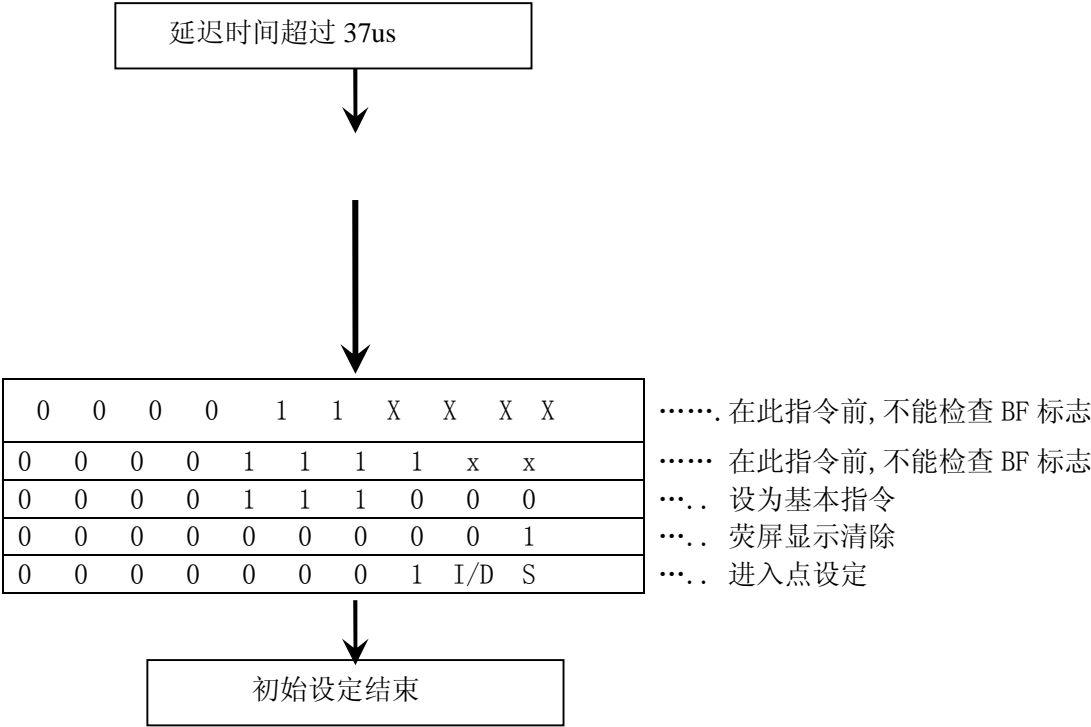 延迟时间超过 37us
0 0 0 0 1 1 X X X X …….在此指令前,不能检查 BF 标志
0 0 0 0 1 1 1 1 x x …… 在此指令前,不能检查 BF 标志
0 0 0 0 1 1 1 0 0 0 ….. 设为基本指令
0 0 0 0 0 0 0 0 0 1 ….. 荧屏显示清除
0 0 0 0 0 0 0 1 I/D S ….. 进入点设定
初始设定结束